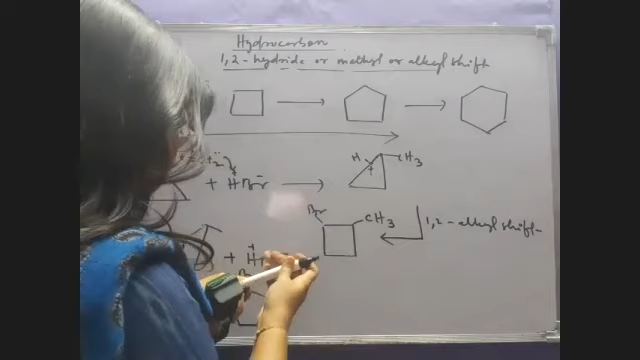 Hydrocarbon
1,2-hydride or methyl or alkyl shift
+ HBr H CH3
+
Br CH3 1,2-alkyl shift-
+ H
+